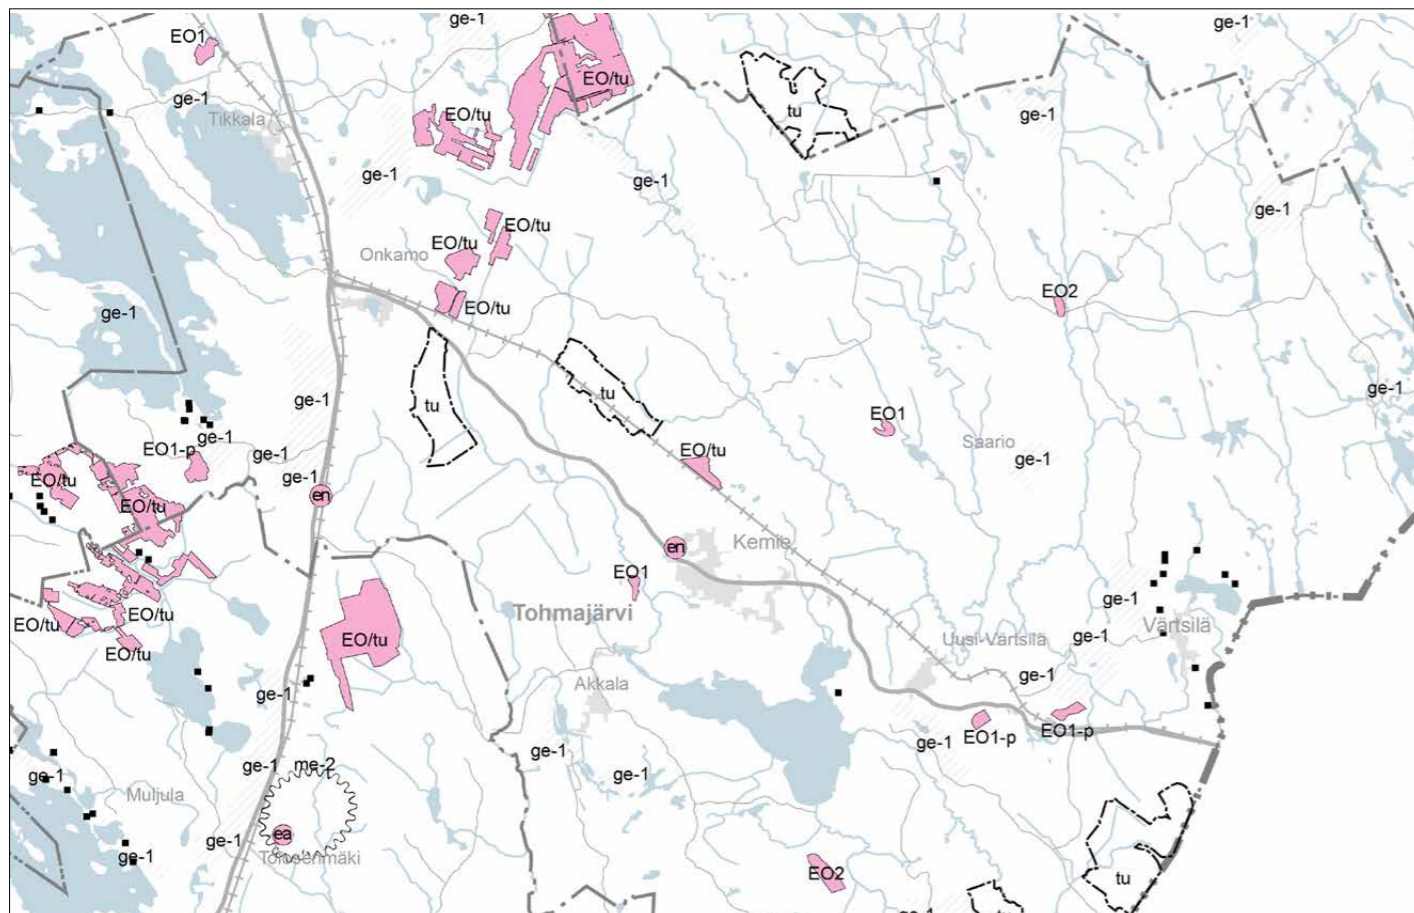 ge-1
ge-1
EO1
EO/tu
ge-1
EO/tu
tu
ge-1
Tikkala
ge-1
ge-1
ge-1
EO/tu
Onkamo
EO/tu
EO2
ge-1
EO/tu
ge-1
ge-1
tu
tu
EO1
ge-1
EO1-p
Saario
ge-1
EO/tu
ge-1
ge-1
EO/tu
en
EO/tu
en
Kemie
EO1
ge-1
Tohmajärvi
EO/tu
EO/tu
Värtsilä
EO/tu
Uusi-Värtsilä
ge-1
EO/tu
ge-1
Akkala
ge-1
EO1-p
EO1-p
ge-1
ge-1
ge-1
me-2
ge-1
ge-1
Muljula
ea
ge-1
ge-1
Tolosenmäki
EO2
tu